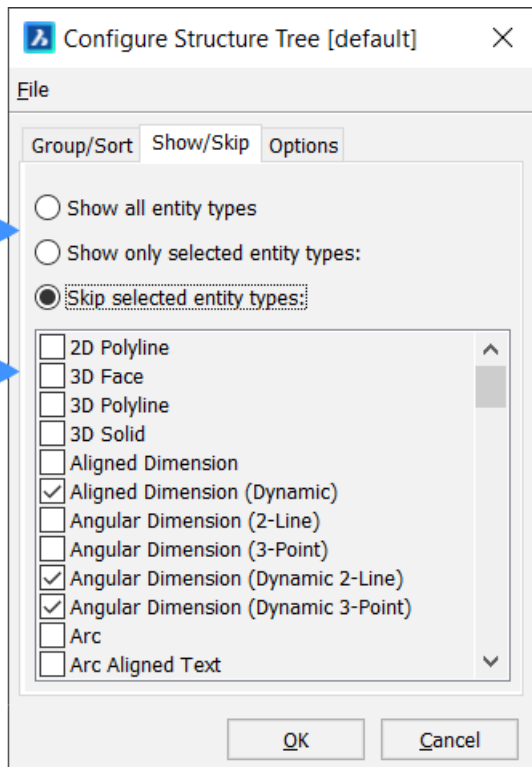 Configure Structure Tree [default]
File
Group/Sort Show/Skip Options
Show all entity types
Show only selected entity types:
Skip selected entity types:
2D Polyline
3D Face
3D Polyline
3D Solid
Aligned Dimension
Aligned Dimension (Dynamic)
Angular Dimension (2-Line)
Angular Dimension (3-Point)
Angular Dimension (Dynamic 2-Line)
Angular Dimension (Dynamic 3-Point)
Arc
Arc Aligned Text
OK Cancel